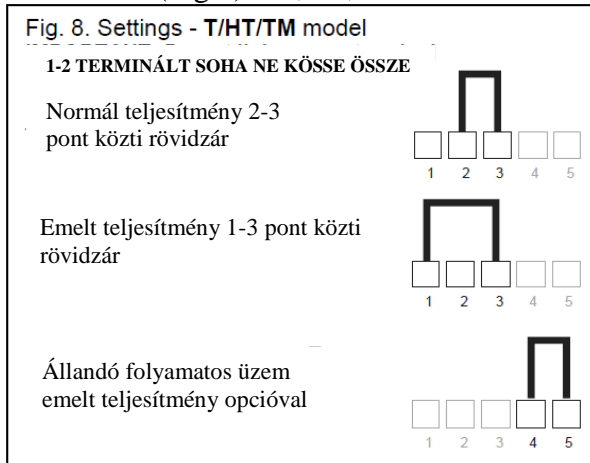 Fig. 8. Settings - T/HT/TM model
1-2 TERMINÁLT SOHA NE KÖSSE ÖSSZE
Normál teljesítmény 2-3
pont közti rövidzár
1 2 3 4 5
Emelt teljesítmény 1-3 pont közti
rövidzár
1 2 3 4 5
Állandó folyamatos üzem
emelt teljesítmény opcióval
1 2 3 4 5